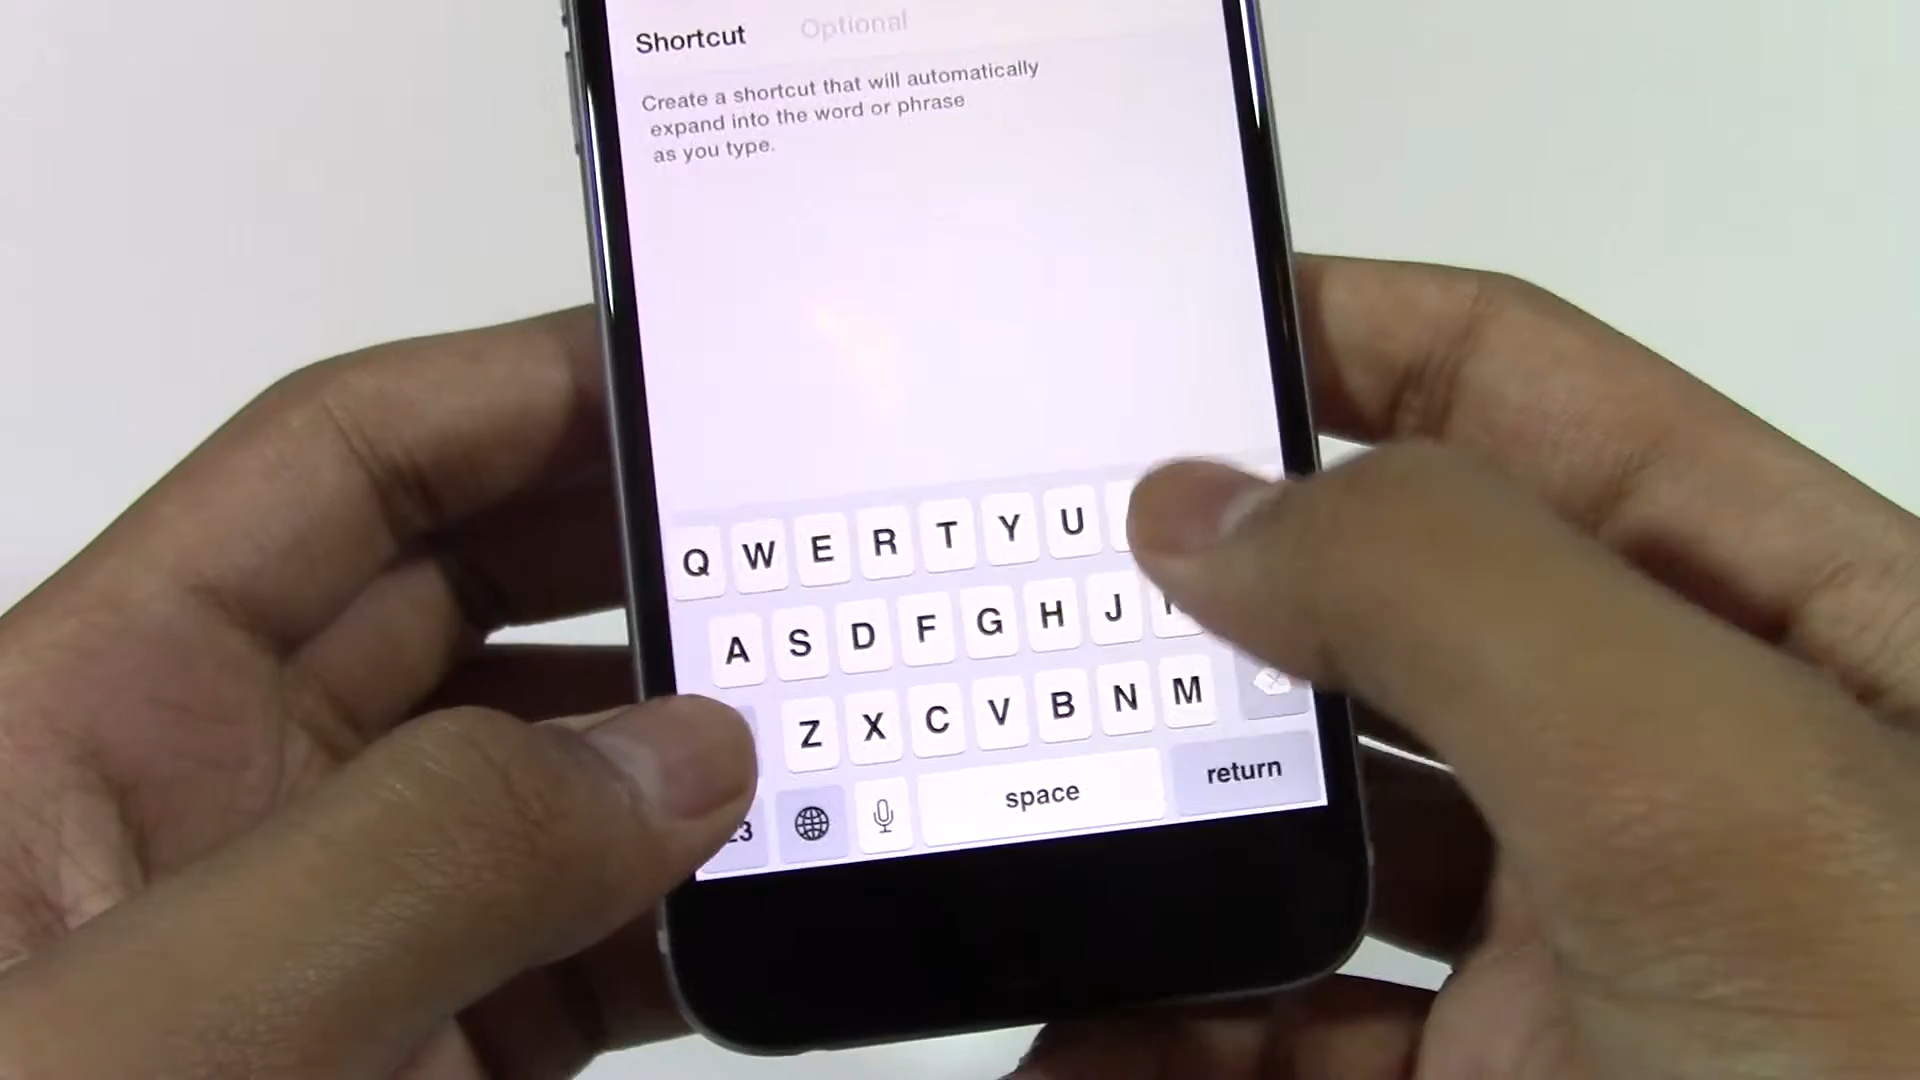 Shortcut Optional
Create a shortcut that will automatically
expand into the word or phrase
as you type.
Q W E R T Y U
A S D F G H J
Z X C V B N M
space return